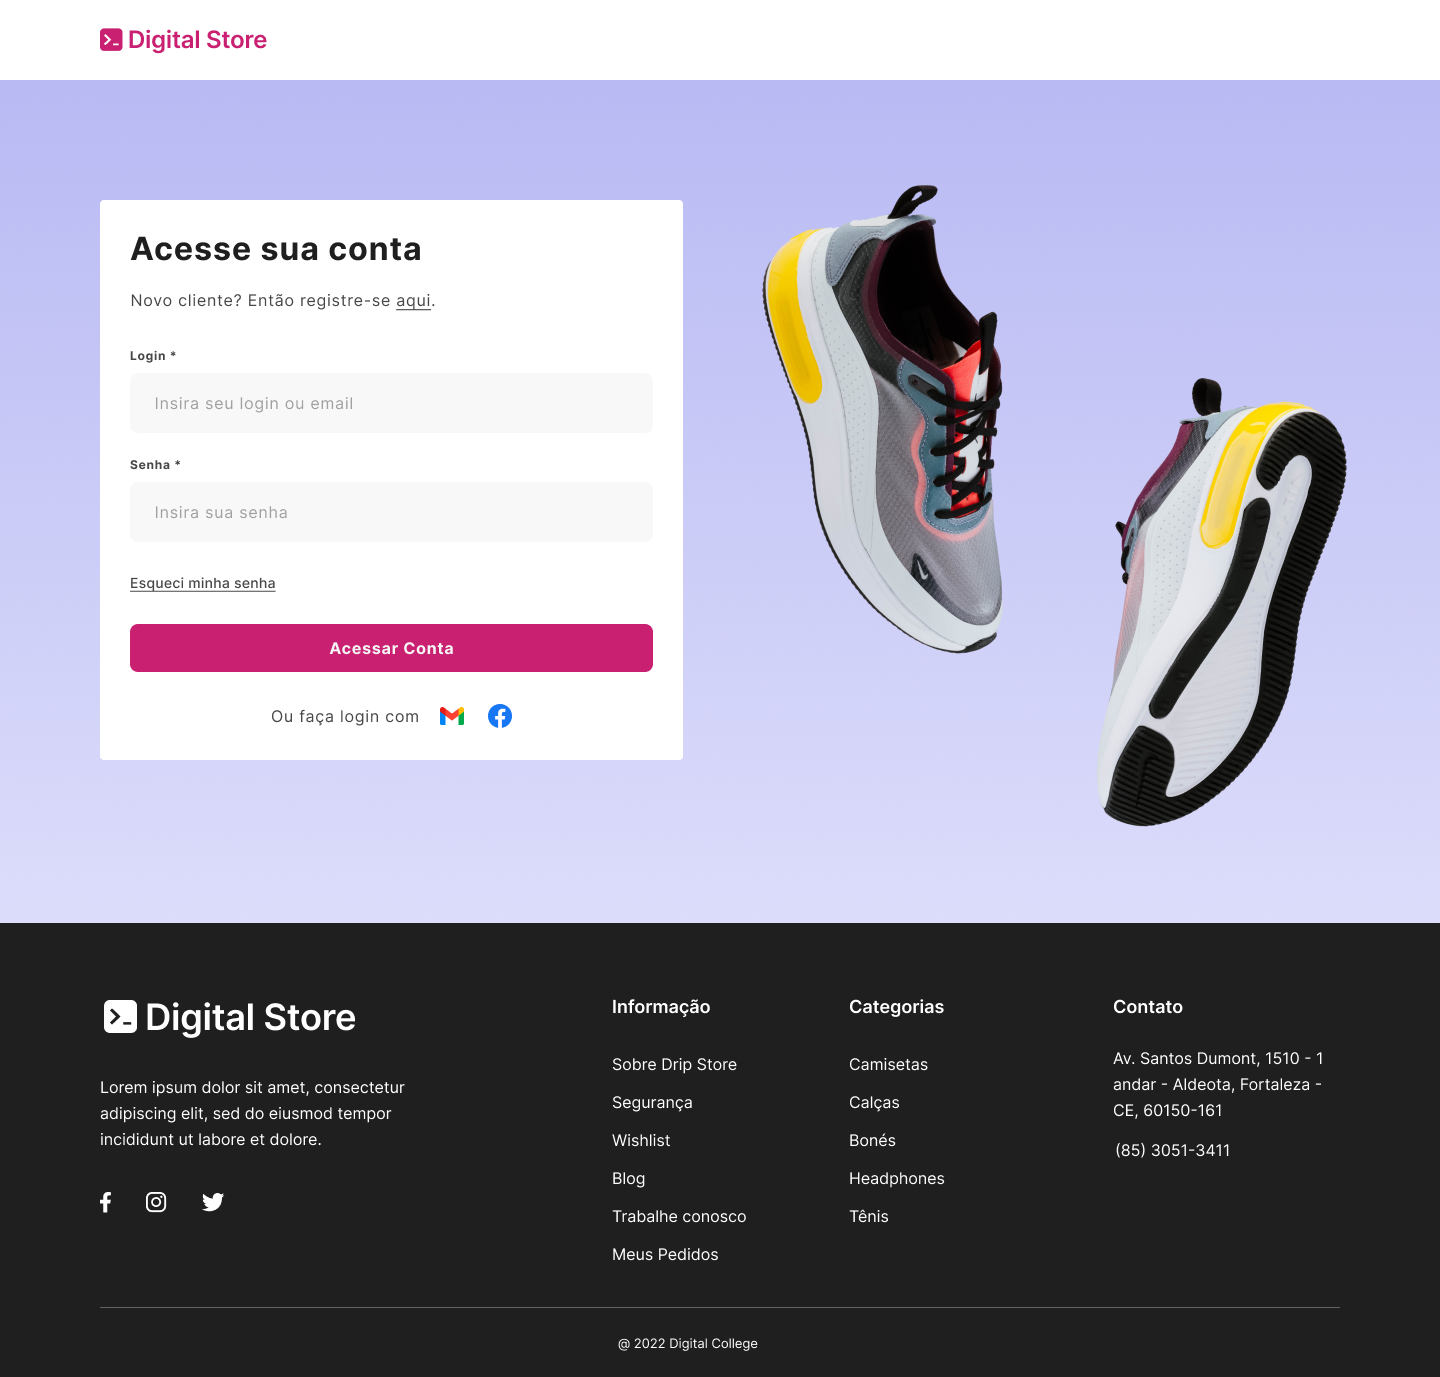 Digital Store
Acesse sua conta
Novo cliente? Então registre-se aqui.
Login *
Insira seu login ou email
Senha *
Insira sua senha
Esqueci minha senha
Acessar Conta
Ou faça login com
Digital Store
Lorem ipsum dolor sit amet, consectetur
adipiscing elit, sed do eiusmod tempor
incididunt ut labore et dolore.
Informação
Sobre Drip Store
Segurança
Wishlist
Blog
Trabalhe conosco
Meus Pedidos
Categorias
Camisetas
Calças
Bonés
Headphones
Tênis
Contato
Av. Santos Dumont, 1510 - 1
andar - Aldeota, Fortaleza -
CE, 60150-161
(85) 3051-3411
@ 2022 Digital College